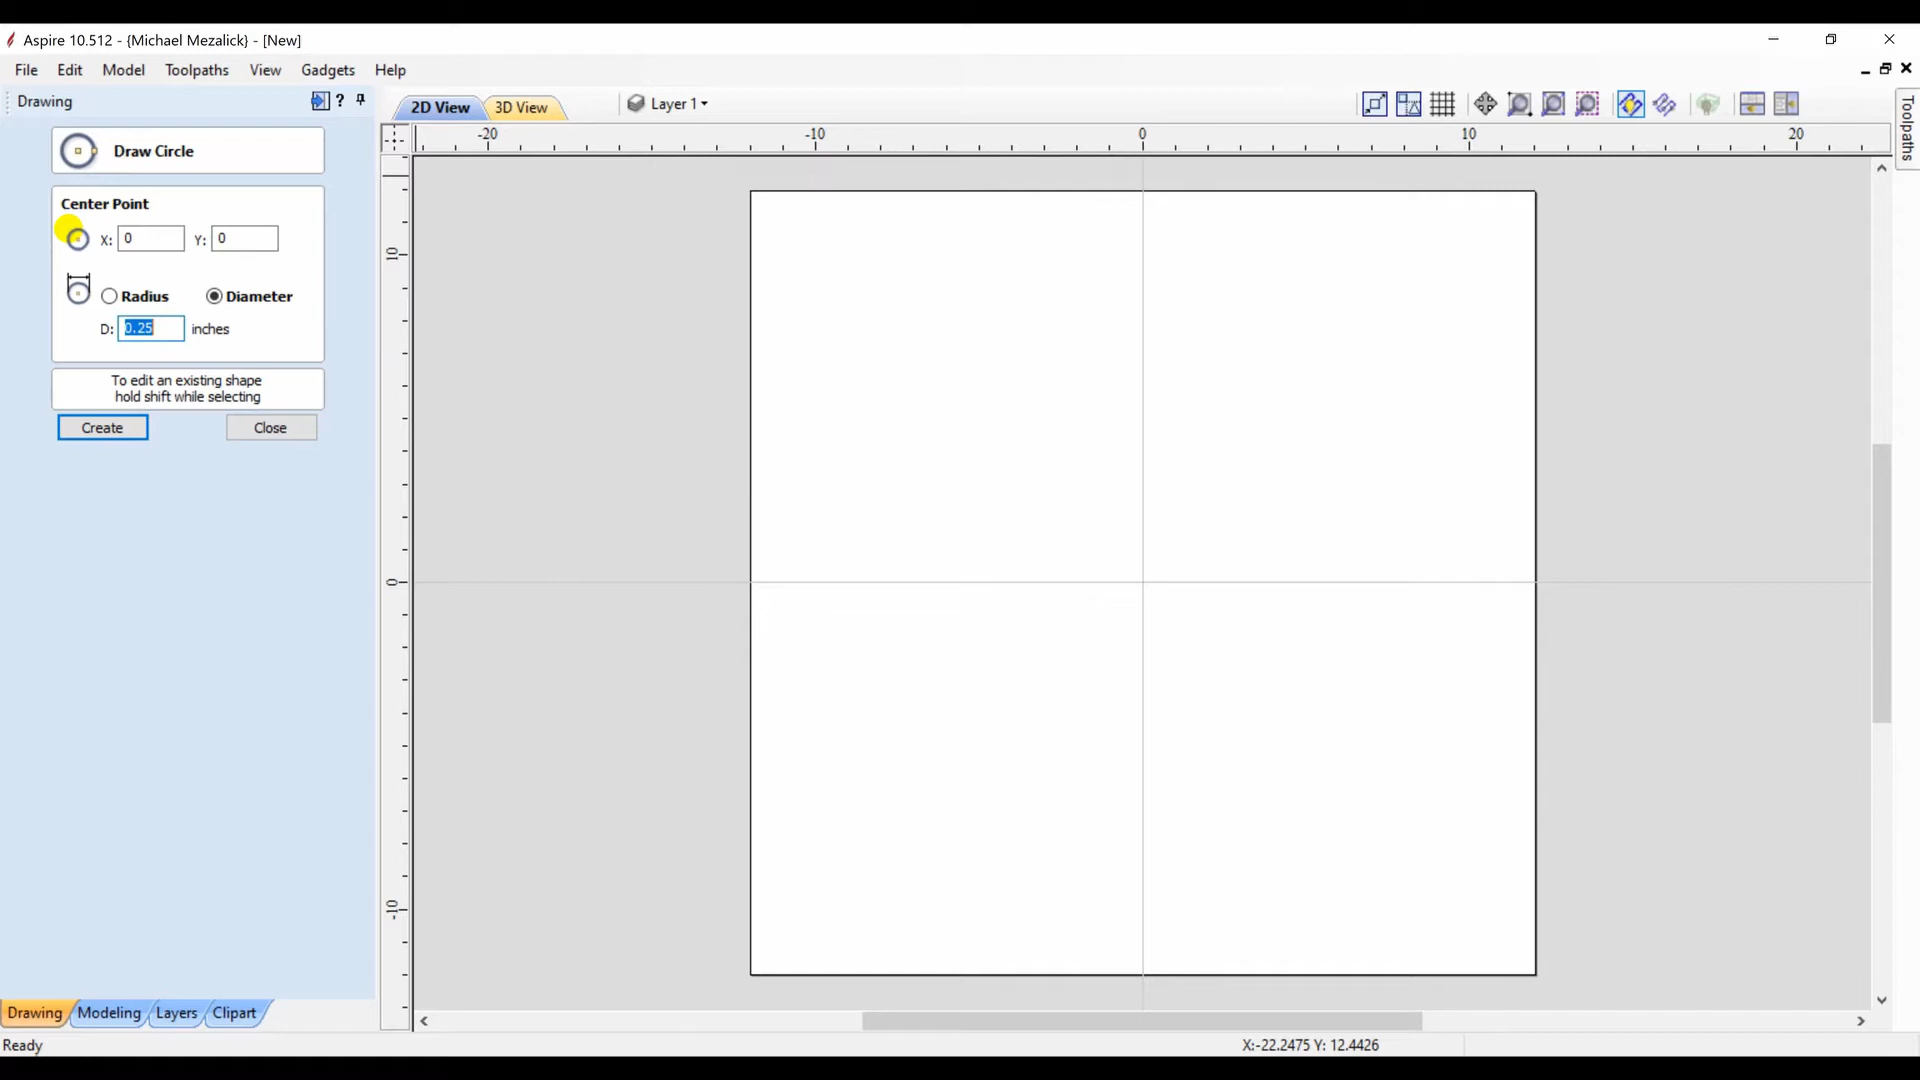 Aspire 10.512 - {Michael Mezalick} - [New]
File Edit Model Toolpaths View Gadgets Help
Drawing ?
2D View 3D View Layer 1
Toolpaths
-20 -10 0 10 20
Draw Circle
Center Point
X: 0 Y: 0
Radius Diameter
D: 0.25 inches
To edit an existing shape
hold shift while selecting
Create Close
10
0
-10
Drawing Modeling Layers Clipart
Ready X:-22.2475 Y: 12.4426